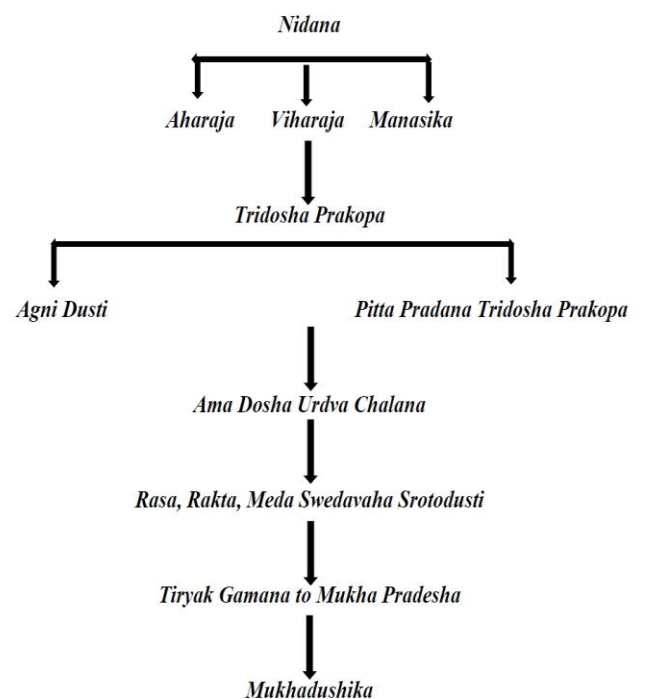 Nidana
Aharaja Viharaja Manasika
Tridosha Prakopa
Agni Dusti Pitta Pradana Tridosha Prakopa
Ama Dosha Urdva Chalana
Rasa, Rakta, Meda Swedavaha Srotodusti
Tiryak Gamana to Mukha Pradesha
Mukhadushika